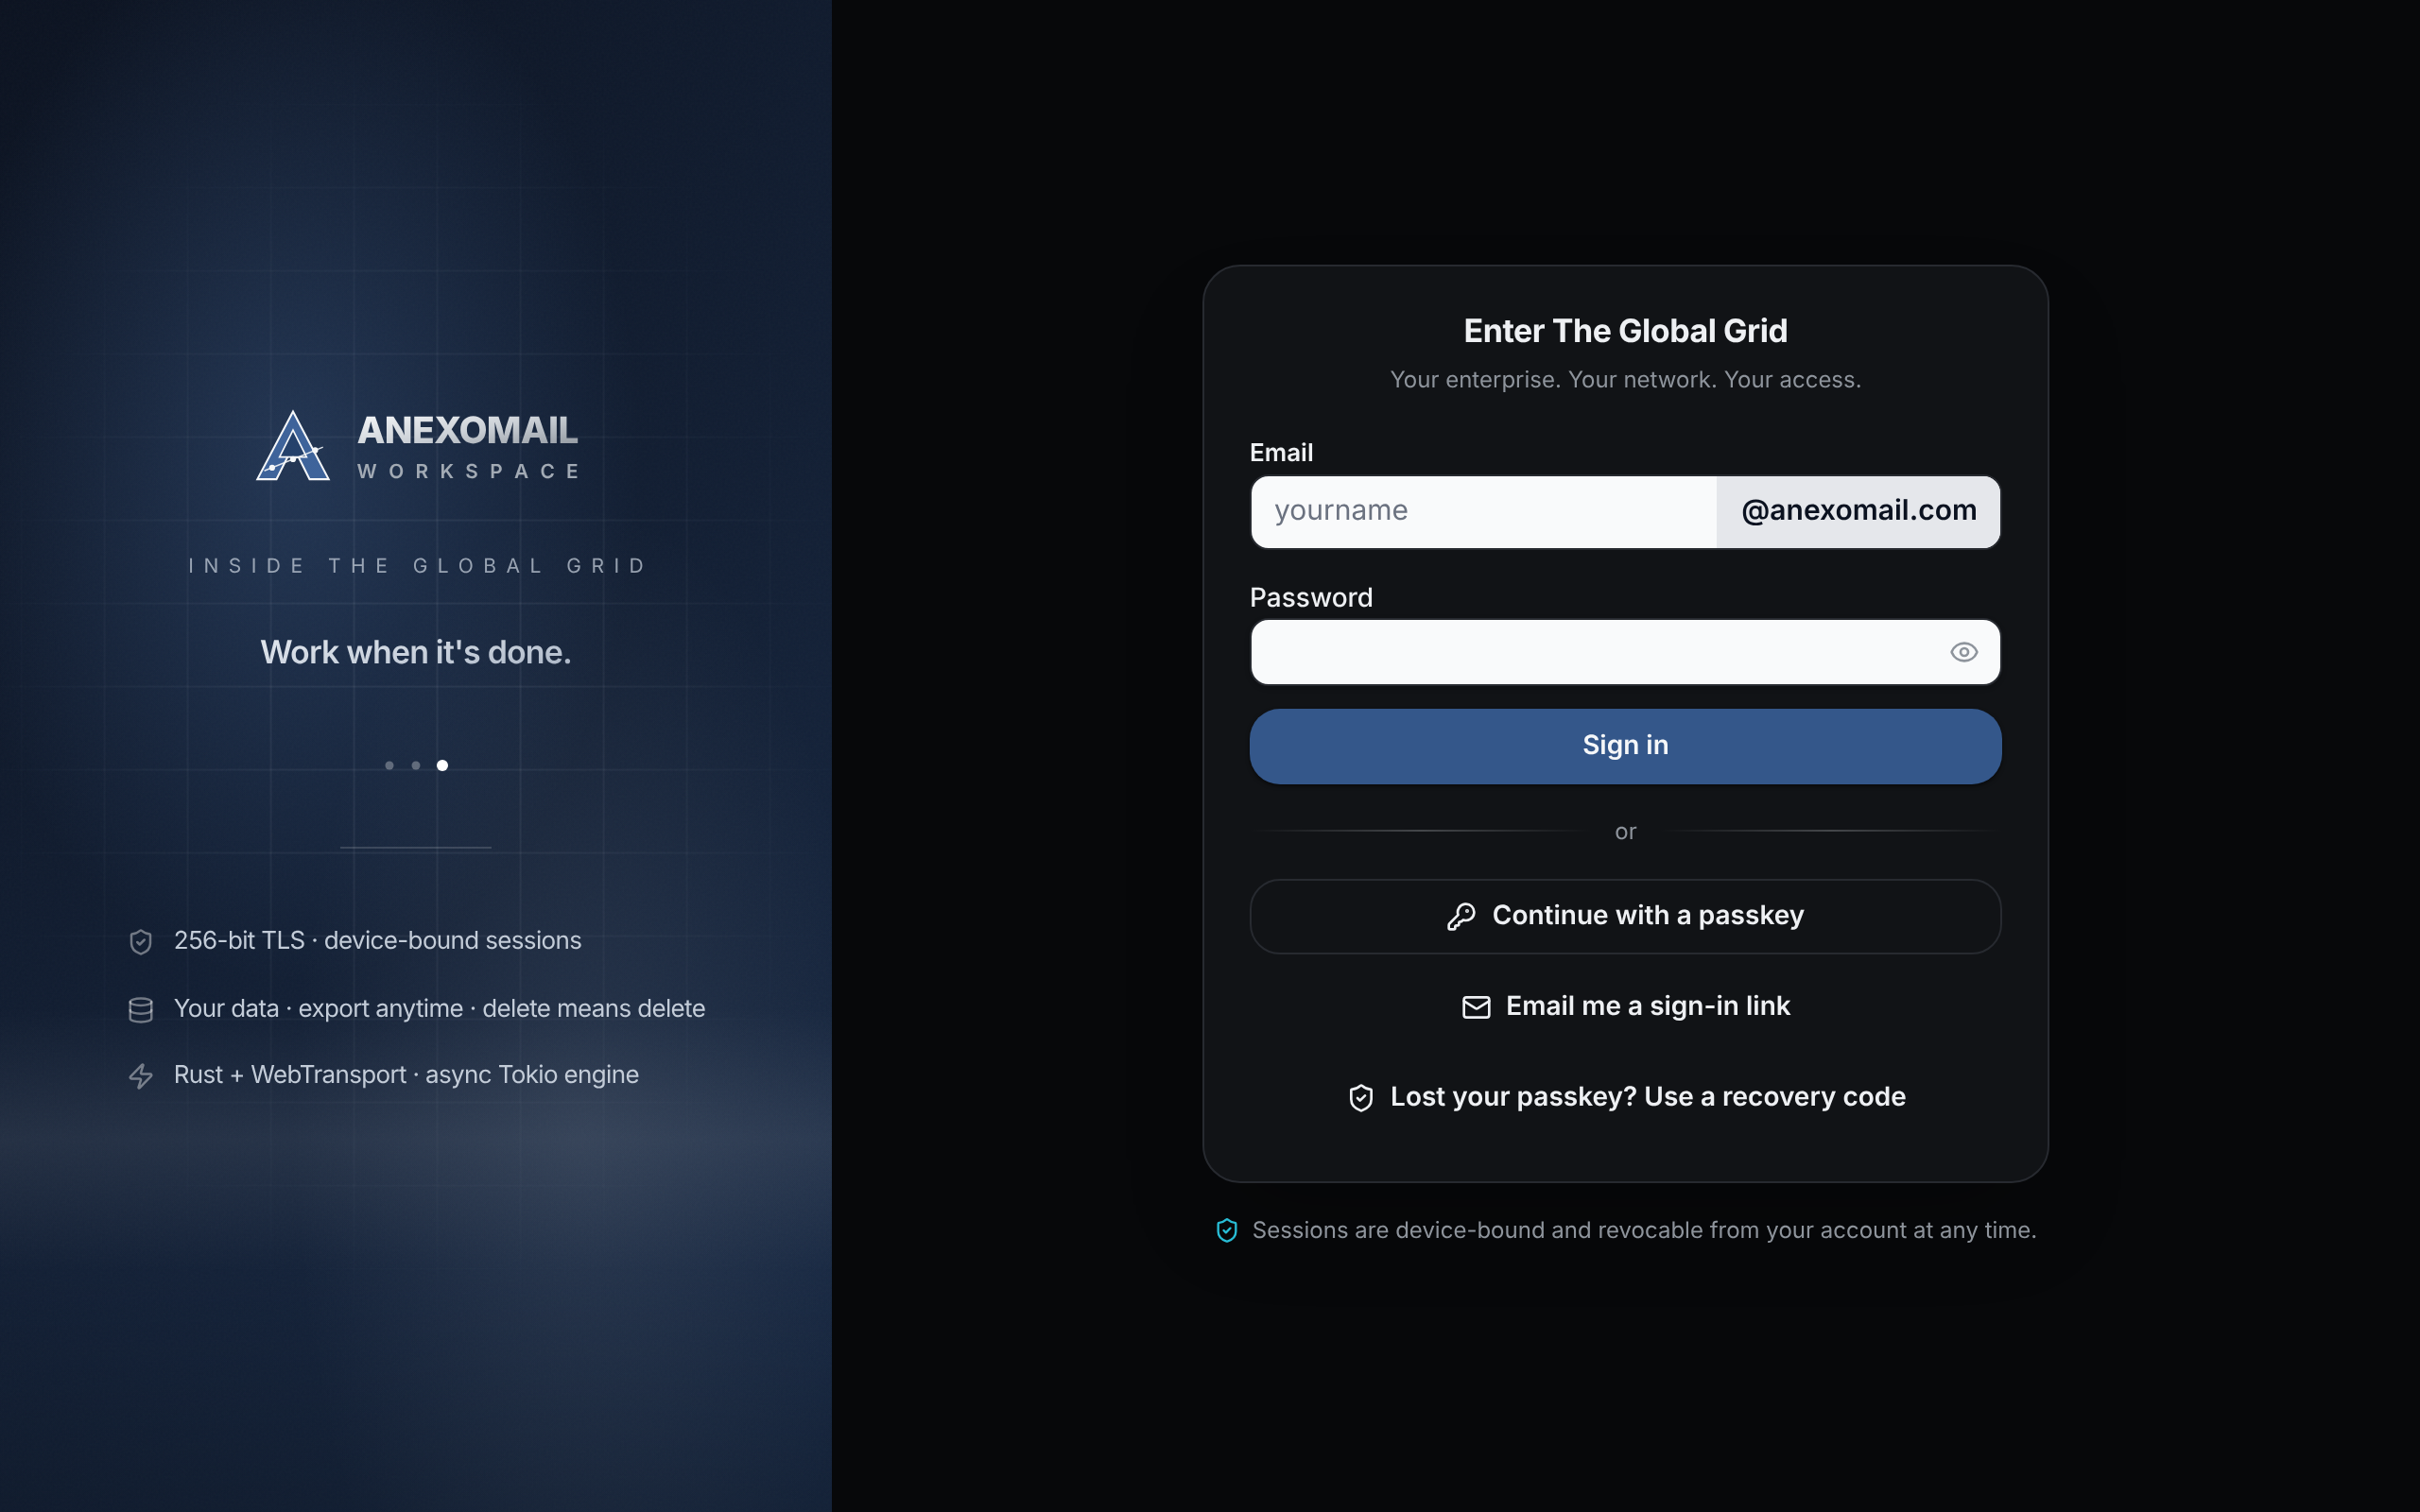 ANEXOMAIL
WORKSPACE
INSIDE THE GLOBAL GRID
Work when it's done.
256-bit TLS · device-bound sessions
Your data · export anytime · delete means delete
Rust + WebTransport · async Tokio engine
Enter The Global Grid
Your enterprise. Your network. Your access.
Email
yourname @anexomail.com
Password
Sign in
or
Continue with a passkey
Email me a sign-in link
Lost your passkey? Use a recovery code
Sessions are device-bound and revocable from your account at any time.